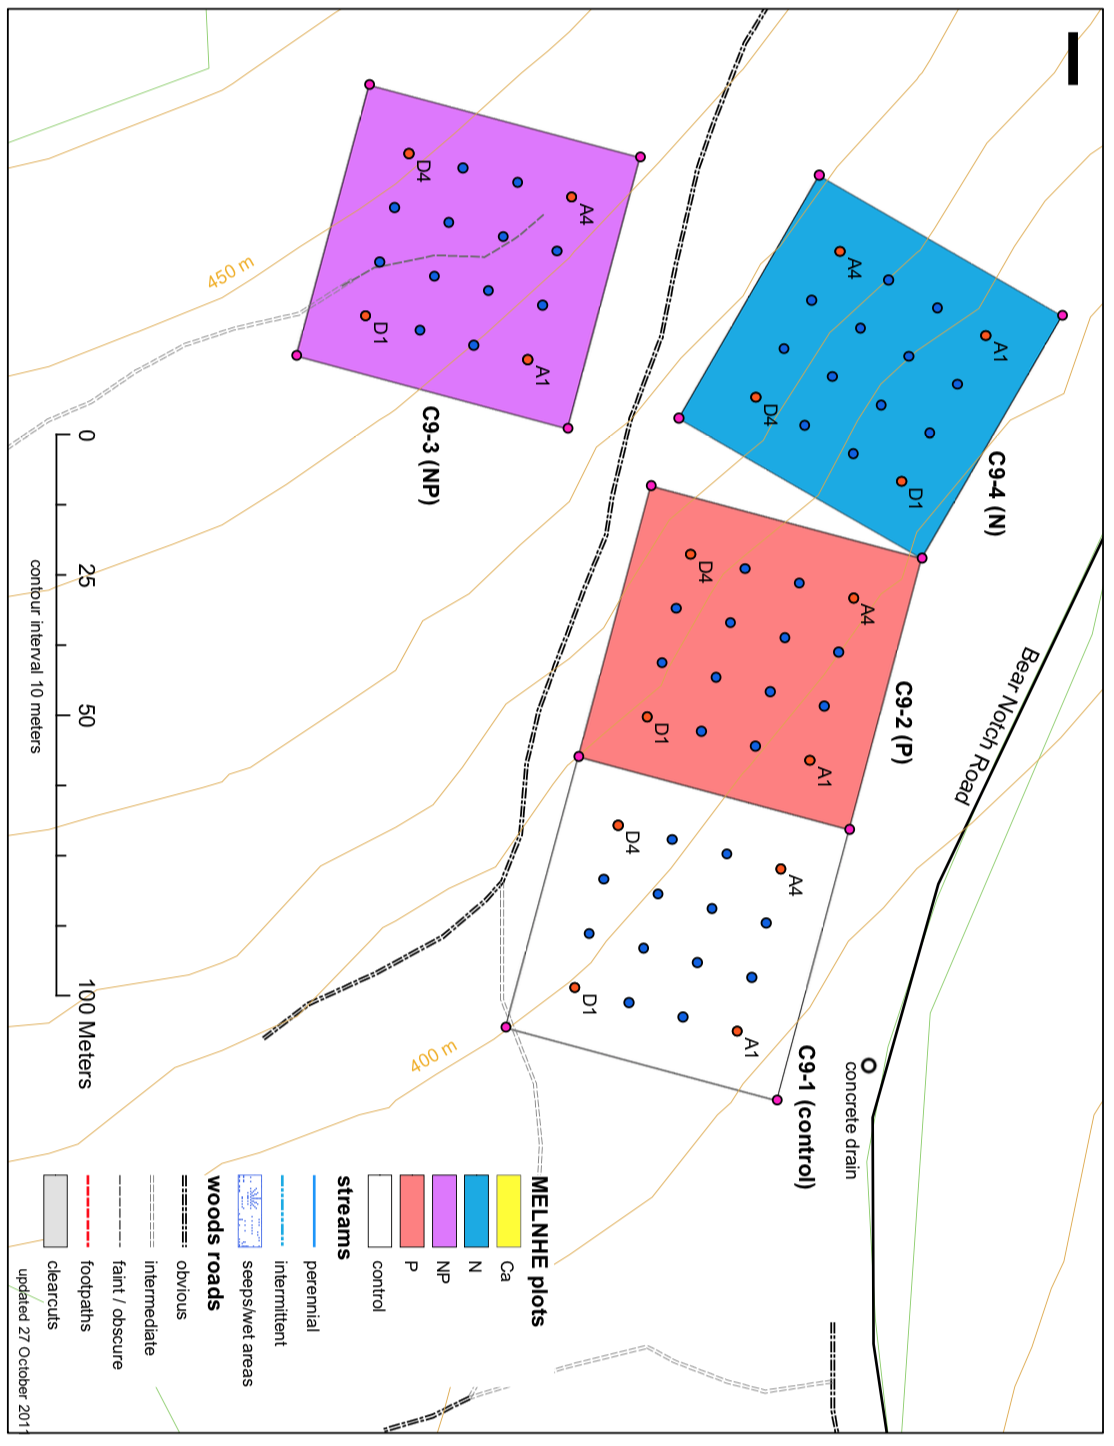 C9-4 (N)
A1
A4
D1
D4
Bear Notch Road
C9-2 (P)
A4
A1
D4
D1
C9-1 (control)
A4
A1
D4
D1
concrete drain
C9-3 (NP)
A4
A1
D4
D1
450 m
400 m
MELNHE plots
Ca
N
NP
P
control
streams
perennial
intermittent
seeps/wet areas
woods roads
obvious
intermediate
faint / obscure
footpaths
clearcuts
updated 27 October 2011
0 25 50 100 Meters
contour interval 10 meters